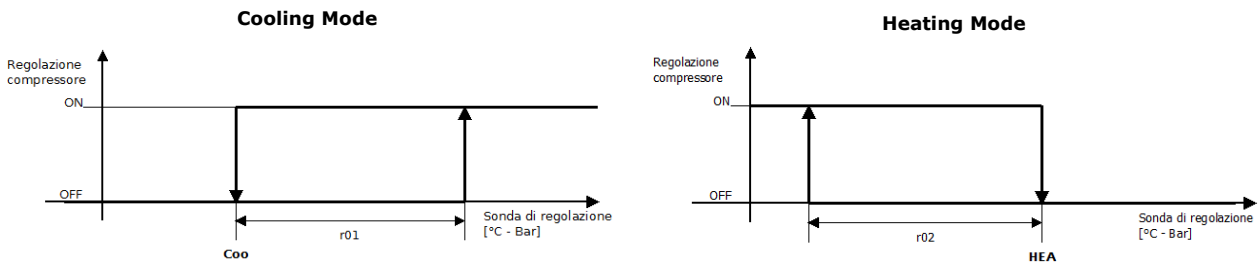 Cooling Mode
Regolazione
compressore
ON
OFF
Sonda di regolazione
[°C - Bar]
r01
Coo
Heating Mode
Regolazione
compressore
ON
OFF
Sonda di regolazione
[°C - Bar]
r02
HEA